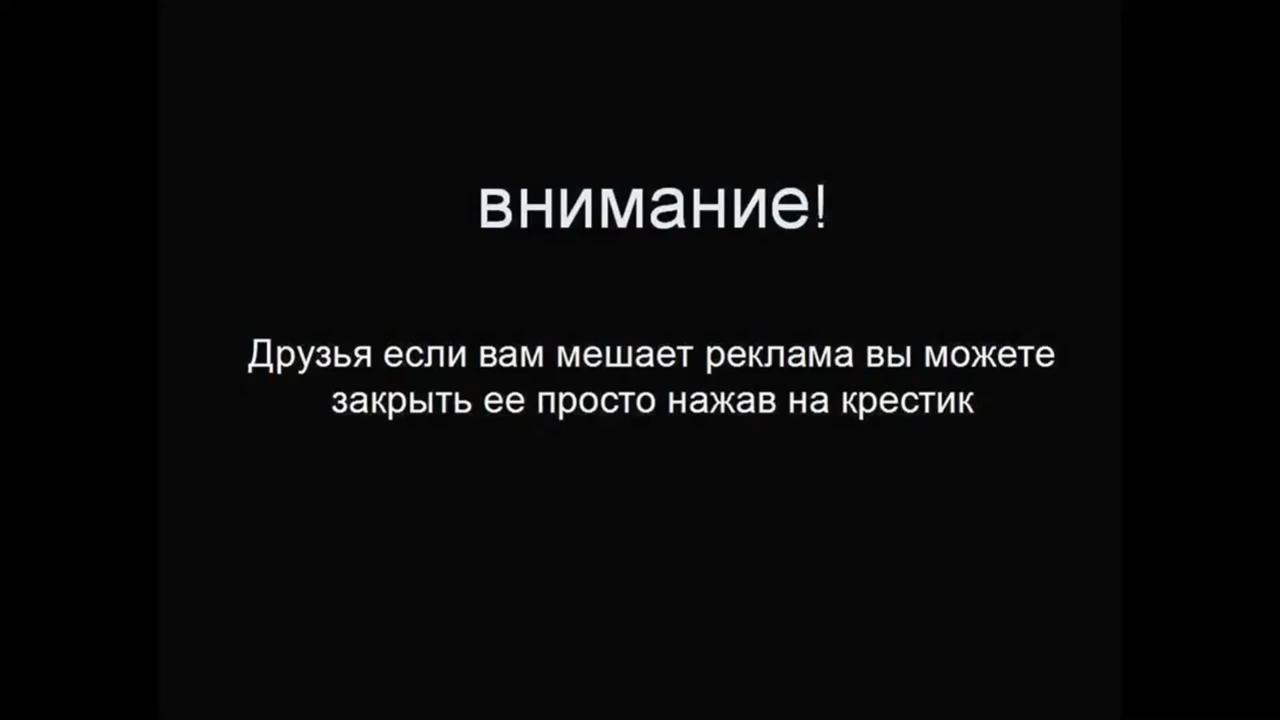 внимание!
Друзья если вам мешает реклама вы можете
закрыть ее просто нажав на крестик